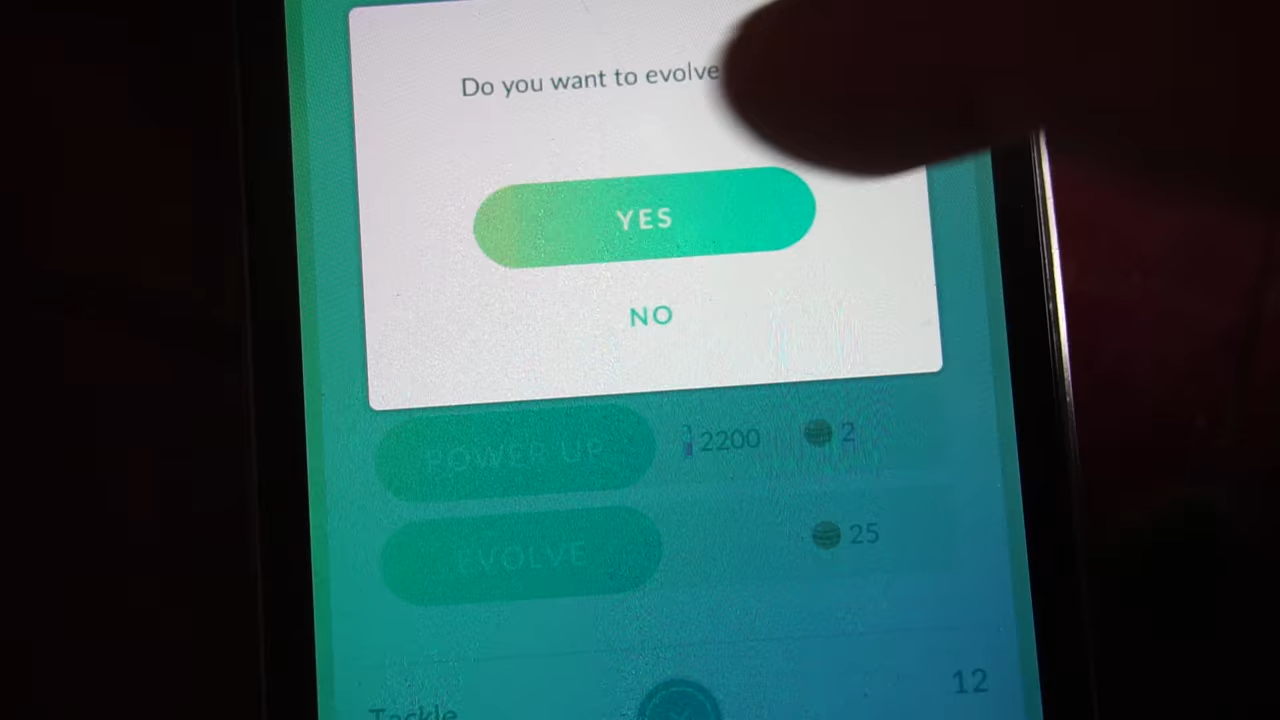 Do you want to evolve
YES
NO
POWER UP 2200 2
EVOLVE 25
Tackle 12